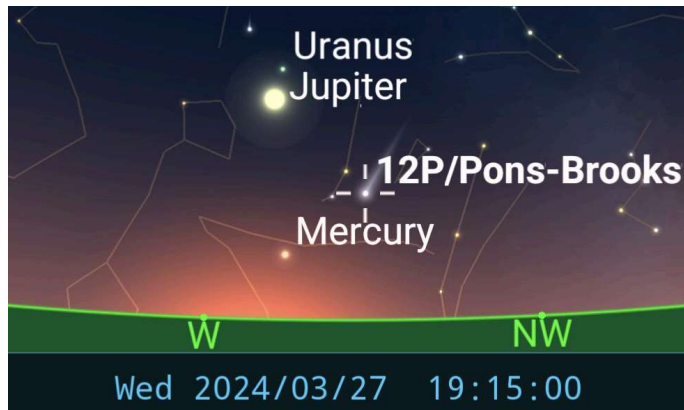 Uranus
Jupiter
12P/Pons-Brooks
Mercury
W
NW
Wed 2024/03/27 19:15:00